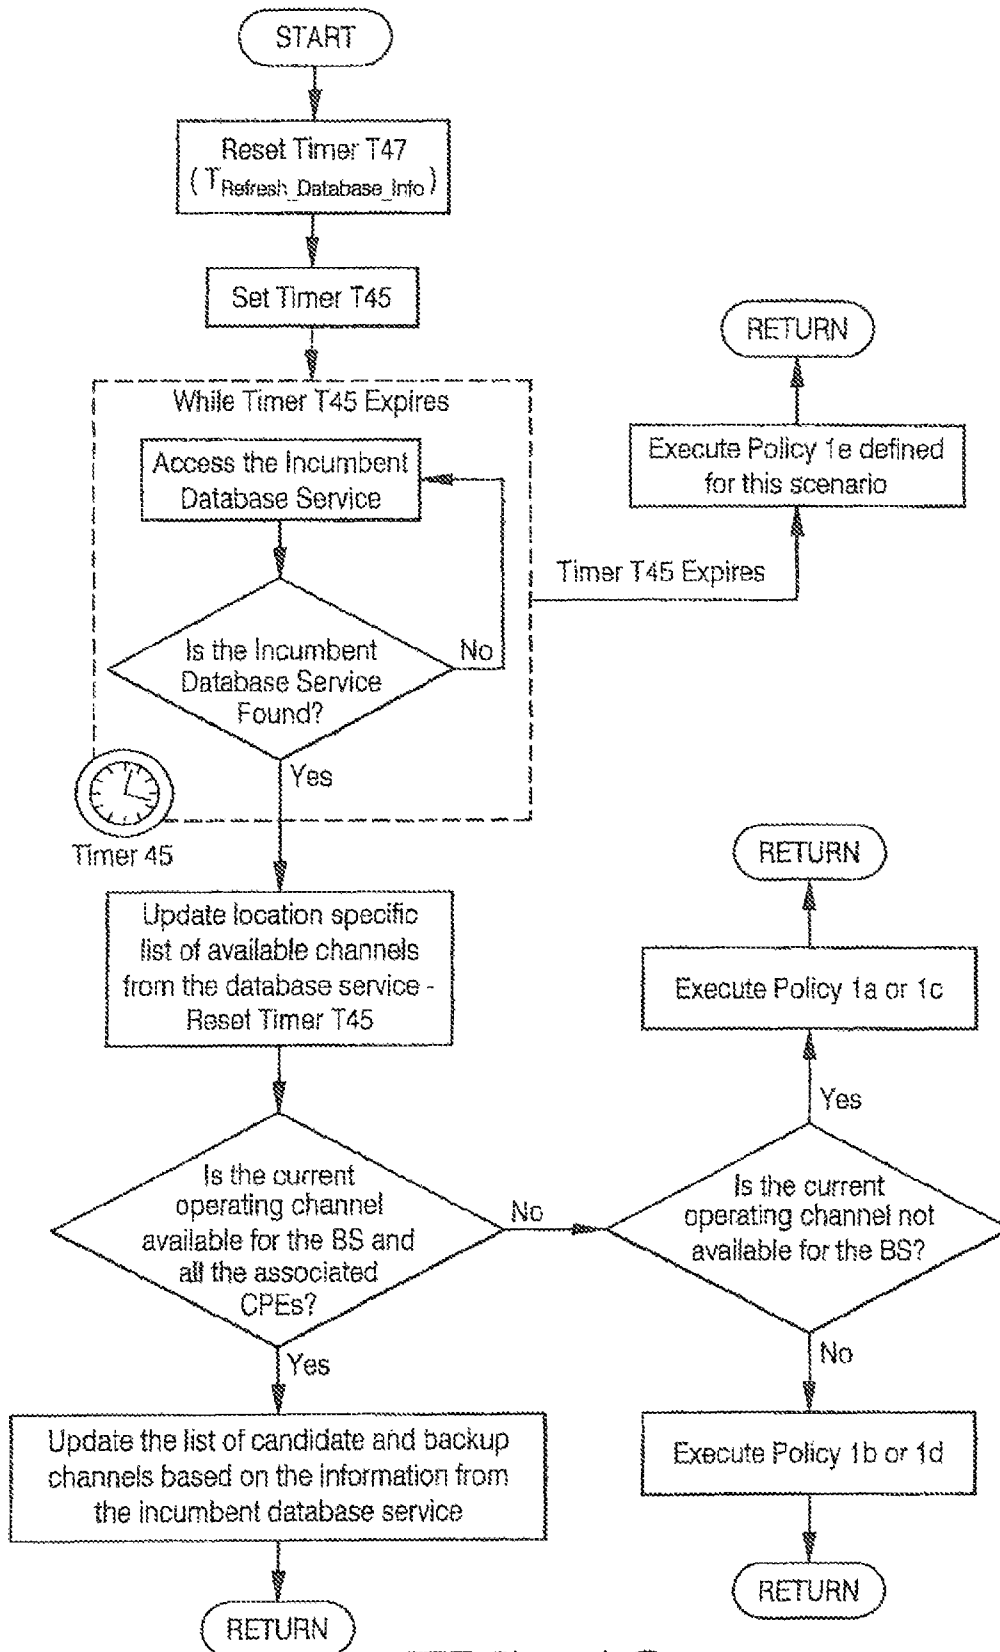 START
Reset Timer T47
( T Refresh_Database_Info )
Set Timer T45
While Timer T45 Expires
Access the Incumbent
Database Service
Is the Incumbent
Database Service
Found?
No
Yes
Timer 45
Timer T45 Expires
Execute Policy 1e defined
for this scenario
RETURN
Update location specific
list of available channels
from the database service -
Reset Timer T45
Is the current
operating channel
available for the BS and
all the associated
CPEs?
No
Yes
Is the current
operating channel not
available for the BS?
Yes
Execute Policy 1a or 1c
RETURN
No
Execute Policy 1b or 1d
RETURN
Update the list of candidate and backup
channels based on the information from
the incumbent database service
RETURN